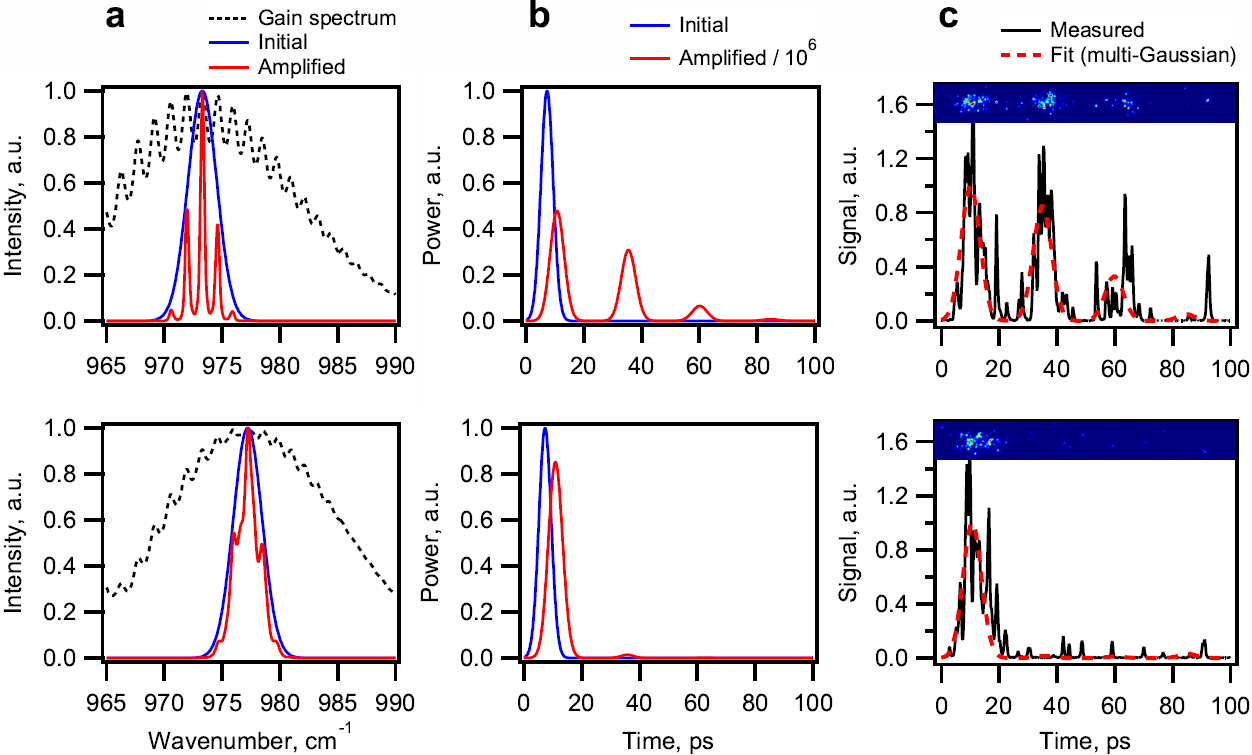 a
Gain spectrum
Initial
Amplified
b
Initial
Amplified / 10^6
c
Measured
Fit (multi-Gaussian)
Intensity, a.u.
1.0
0.8
0.6
0.4
0.2
0.0
965 970 975 980 985 990
Power, a.u.
1.0
0.8
0.6
0.4
0.2
0.0
0 20 40 60 80 100
Signal, a.u.
1.6
1.2
0.8
0.4
0.0
0 20 40 60 80 100
Intensity, a.u.
1.0
0.8
0.6
0.4
0.2
0.0
965 970 975 980 985 990
Wavenumber, cm^-1
Power, a.u.
1.0
0.8
0.6
0.4
0.2
0.0
0 20 40 60 80 100
Time, ps
Signal, a.u.
1.6
1.2
0.8
0.4
0.0
0 20 40 60 80 100
Time, ps